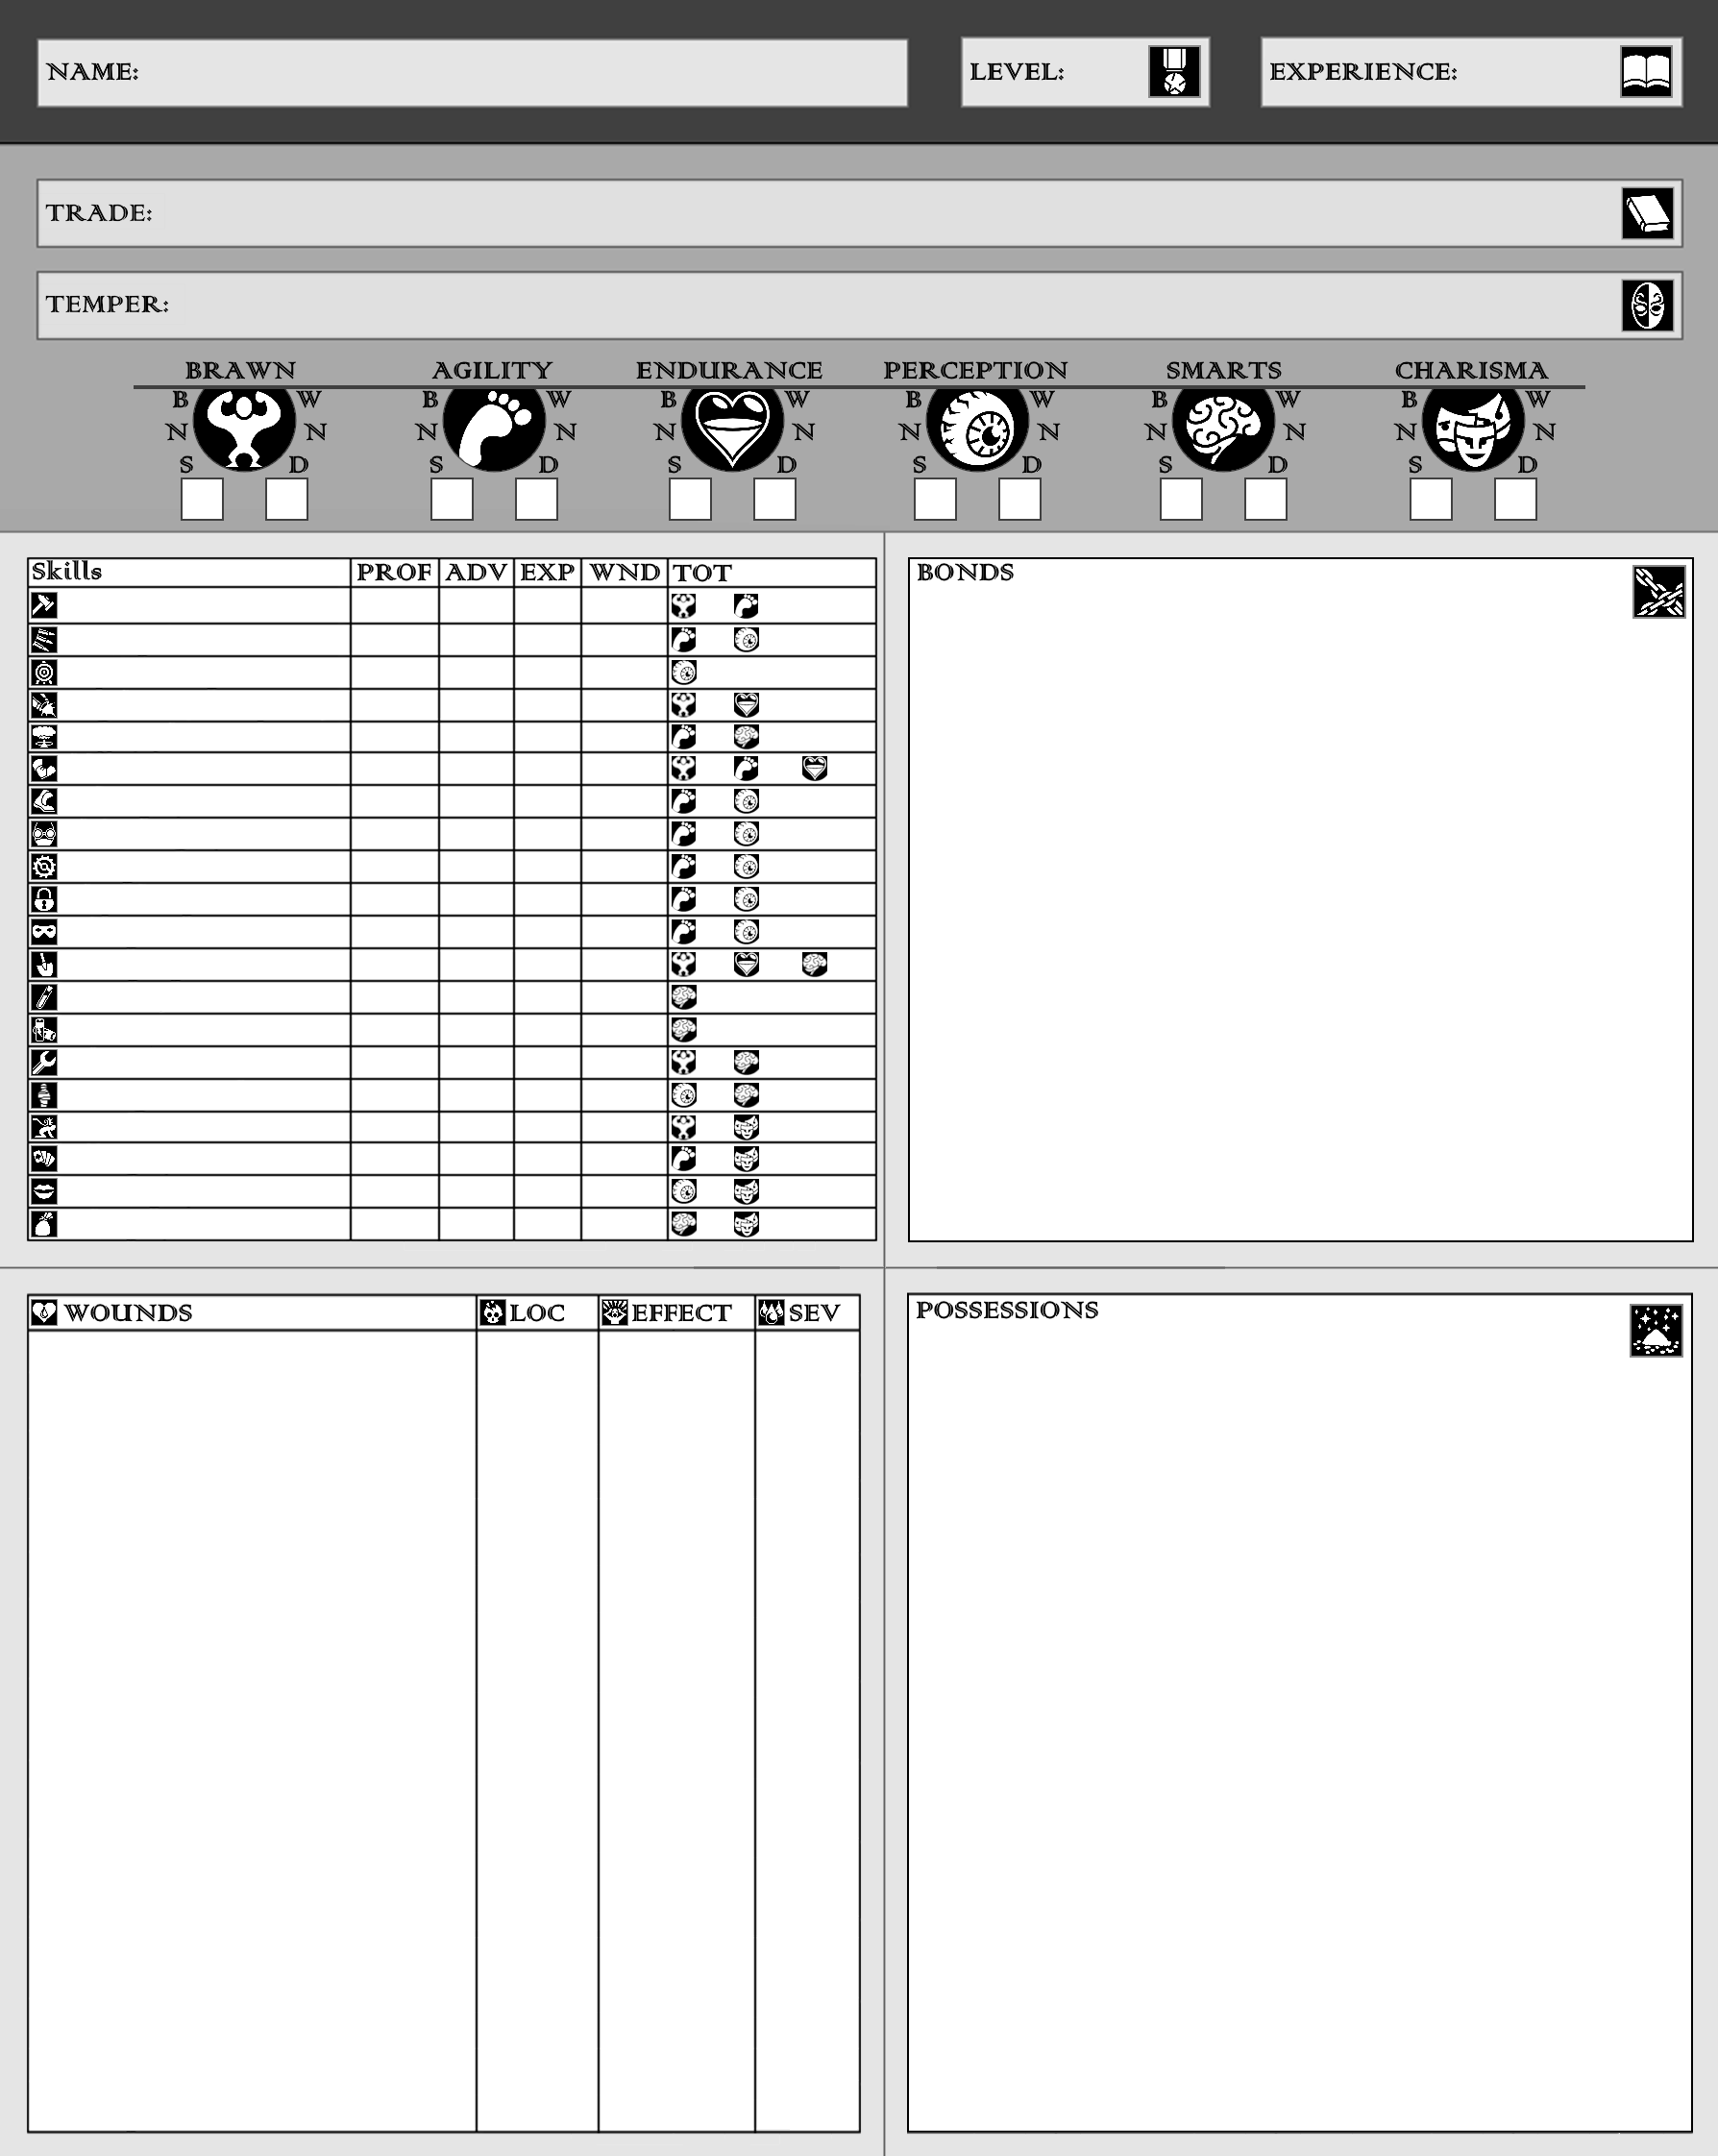 NAME: LEVEL: EXPERIENCE:
TRADE:
TEMPER:
BRAWN AGILITY ENDURANCE PERCEPTION SMARTS CHARISMA
B W B W B W B W B W B W
N N N N N N N N N N N N
S D S D S D S D S D S D
Skills PROF ADV EXP WND TOT
BONDS
WOUNDS LOC EFFECT SEV
POSSESSIONS